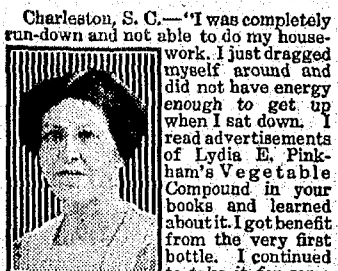 Charleston, S. C.—"I was completely
run-down and not able to do my house-
work. I just dragged
myself around and
did not have energy
enough to get up
when I sat down. I
read advertisements
of Lydia E. Pink-
ham's Vegetable
Compound in your
books and learned
about it. I got benefit
from the very first
bottle. I continued